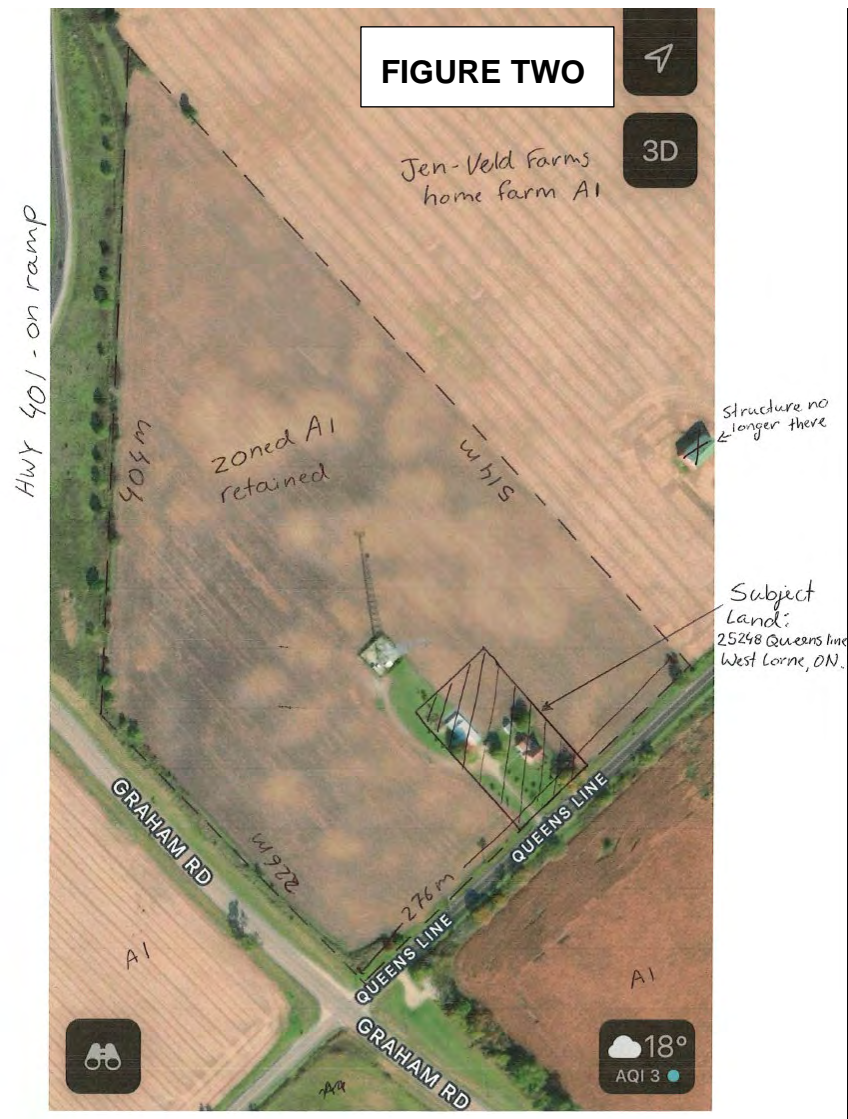 FIGURE TWO
3D
Jen-Veld Farms
home farm A1
HWY 401 - on ramp
structure no
longer there
404m
zoned A1
retained
514m
Subject
Land:
25248 Queens line
West Lorne, ON.
GRAHAM RD
226m
276m
QUEENS LINE
QUEENS LINE
A1
A1
GRAHAM RD
18°
AQI 3